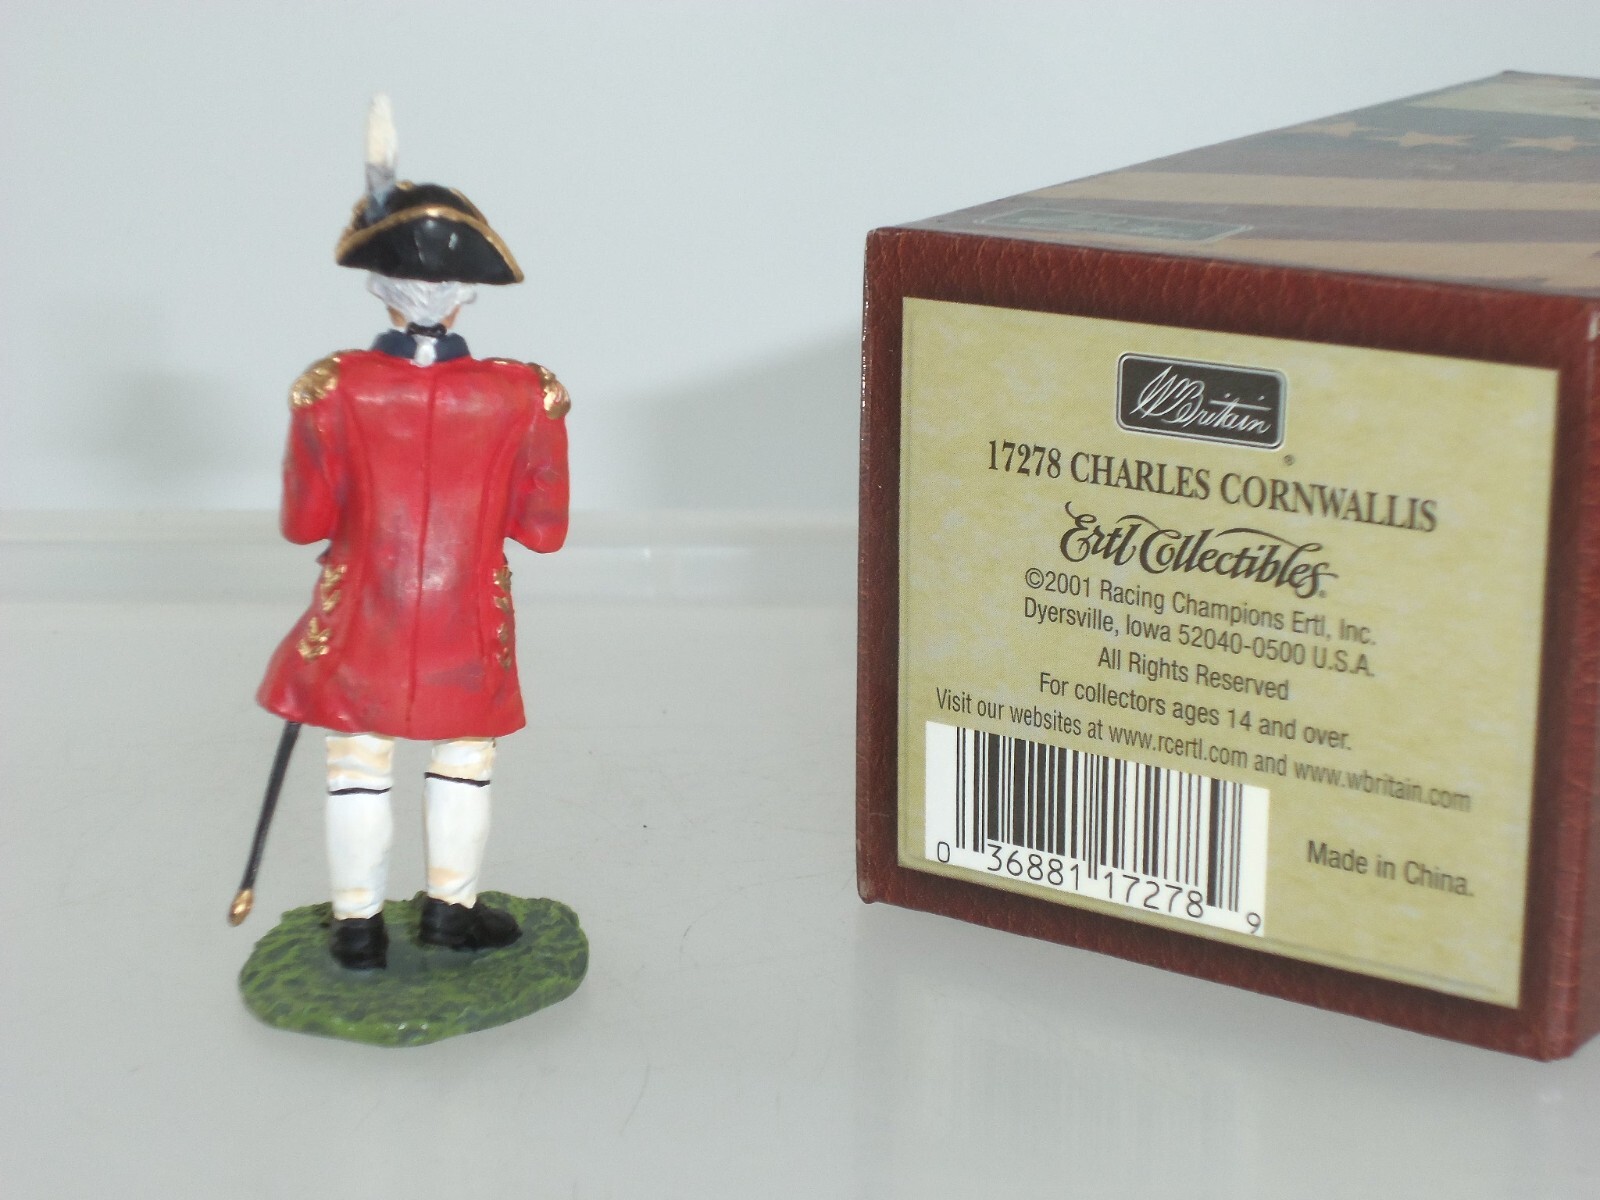 W Britain
®
17278 CHARLES CORNWALLIS
Ertl Collectibles®
©2001 Racing Champions Ertl, Inc.
Dyersville, Iowa 52040-0500 U.S.A.
All Rights Reserved
For collectors ages 14 and over.
Visit our websites at www.rcertl.com and www.wbritain.com
Made in China.
0 36881 17278 9